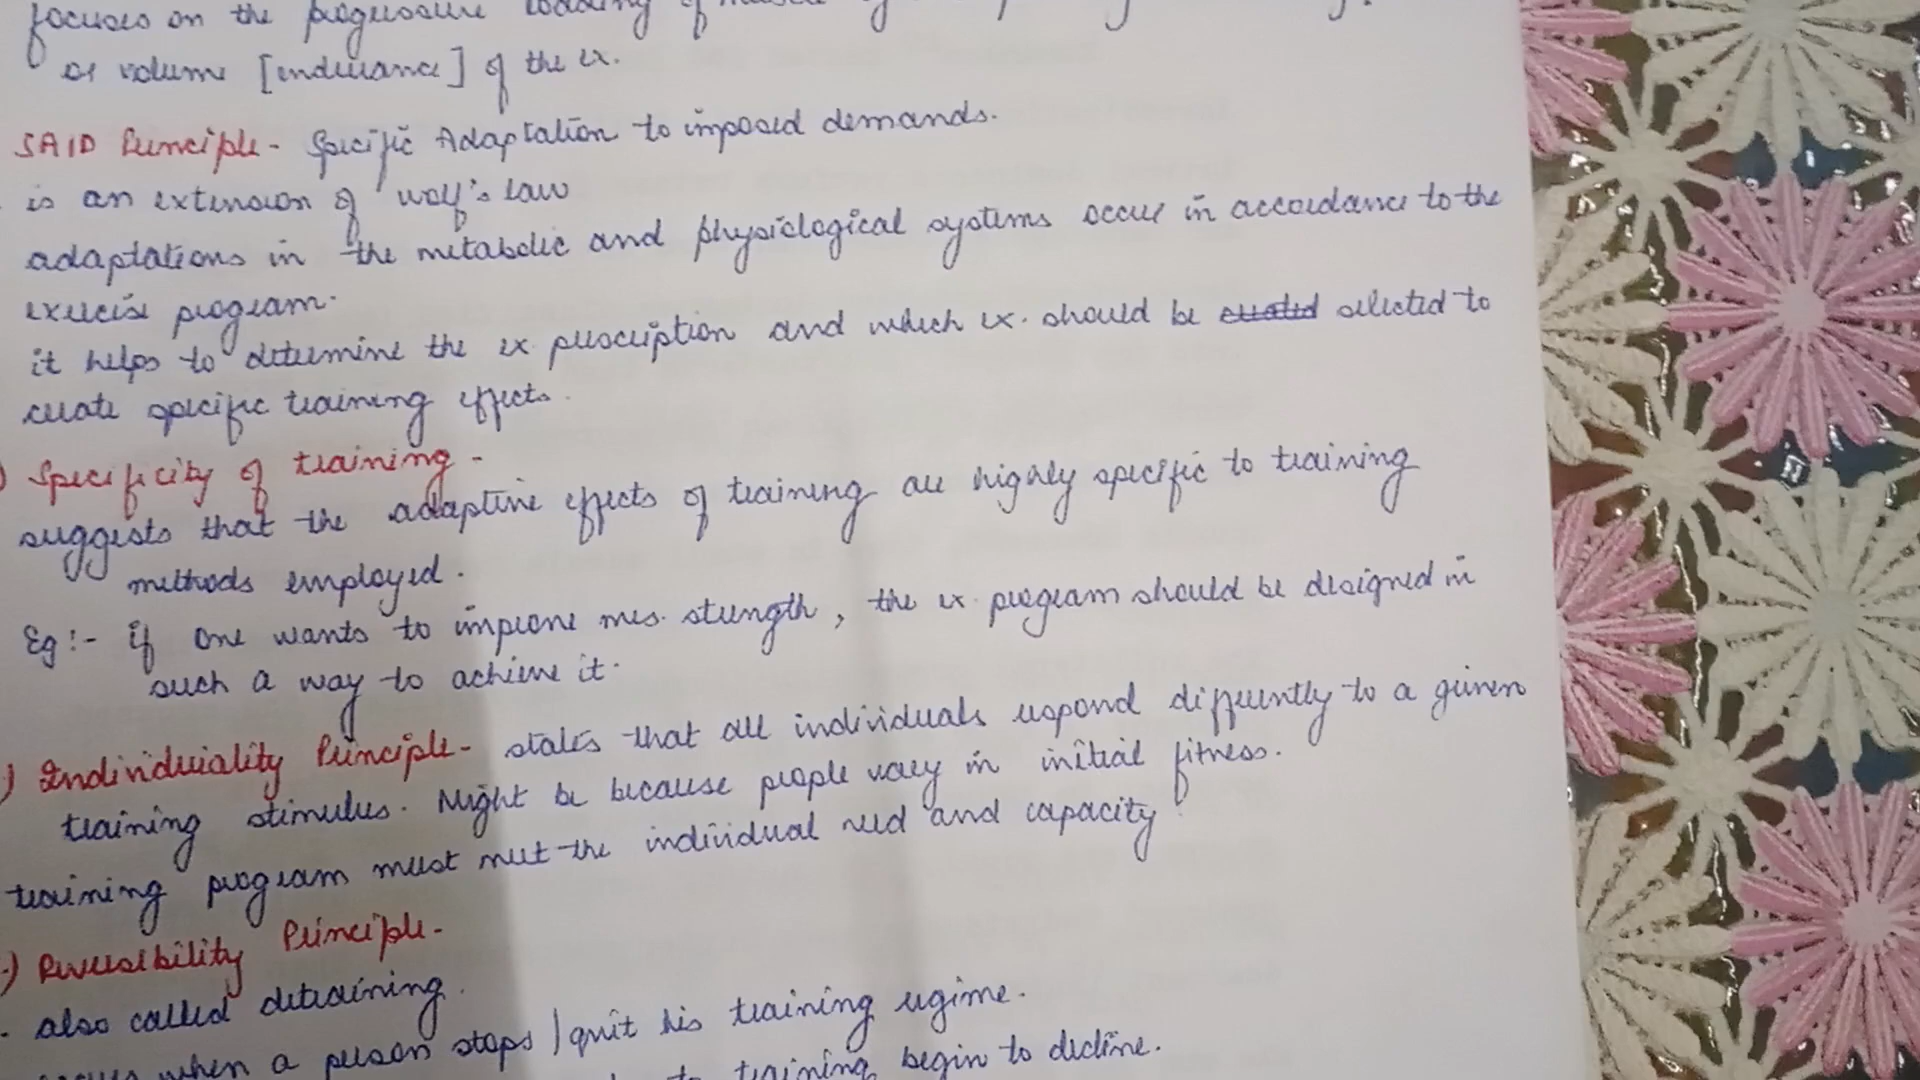 focuses on the progressive loading of
or volume [endurance] of the ex.
SAID Principle - Specific Adaptation to imposed demands.
is an extension of wolf's law
adaptations in the metabolic and physiological systems occur in accordance to the
exercise program.
it helps to determine the ex prescription and which ex. should be created selected to
create specific training effects.
) Specificity of training -
suggests that the adaptive effects of training are highly specific to training
methods employed.
Eg :- if one wants to improve mus. strength, the ex. program should be designed in
such a way to achieve it.
) Individuality Principle - states that all individuals respond differently to a given
training stimulus. Might be because people vary in initial fitness.
training program must meet the individual need and capacity
) Reversibility Principle -
- also called detraining.
when a person stops / quit his training regime.
training begin to decline.